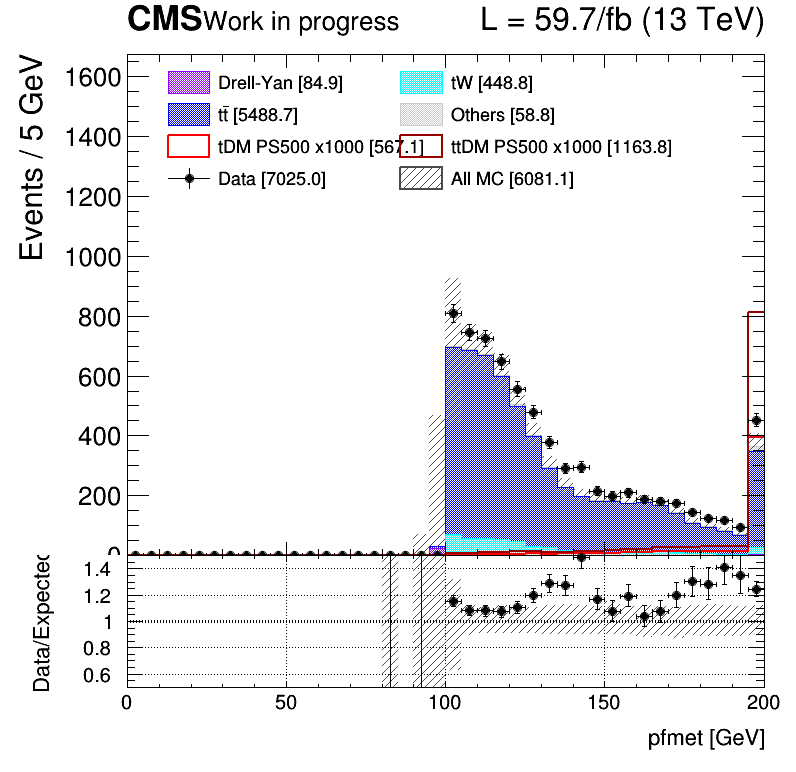 CMS Work in progress L = 59.7/fb (13 TeV)
Events / 5 GeV
1600
1400
1200
1000
800
600
400
200
0
Drell-Yan [84.9] tW [448.8]
tt̄ [5488.7] Others [58.8]
tDM PS500 x1000 [567.1] ttDM PS500 x1000 [1163.8]
Data [7025.0] All MC [6081.1]
Data/Expected
1.4
1.2
1
0.8
0.6
0 50 100 150 200
pfmet [GeV]